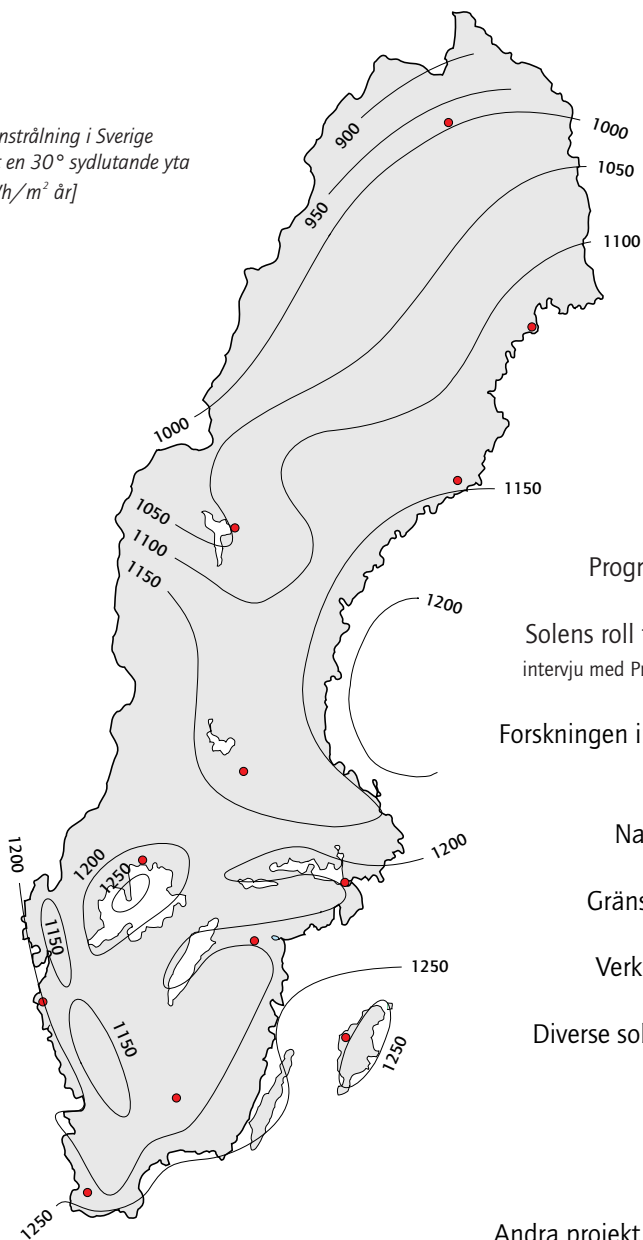 nstrålning i Sverige
en 30° sydlutande yta
h/m² år]
900
950
1000
1050
1100
1000
1050
1100
1150
1150
1200
1200
1200
1250
1200
1150
1150
1250
1250
1250
Progr
Solens roll
intervju med Pr
Forskningen i
Na
Gräns
Verk
Diverse sol
Andra projekt